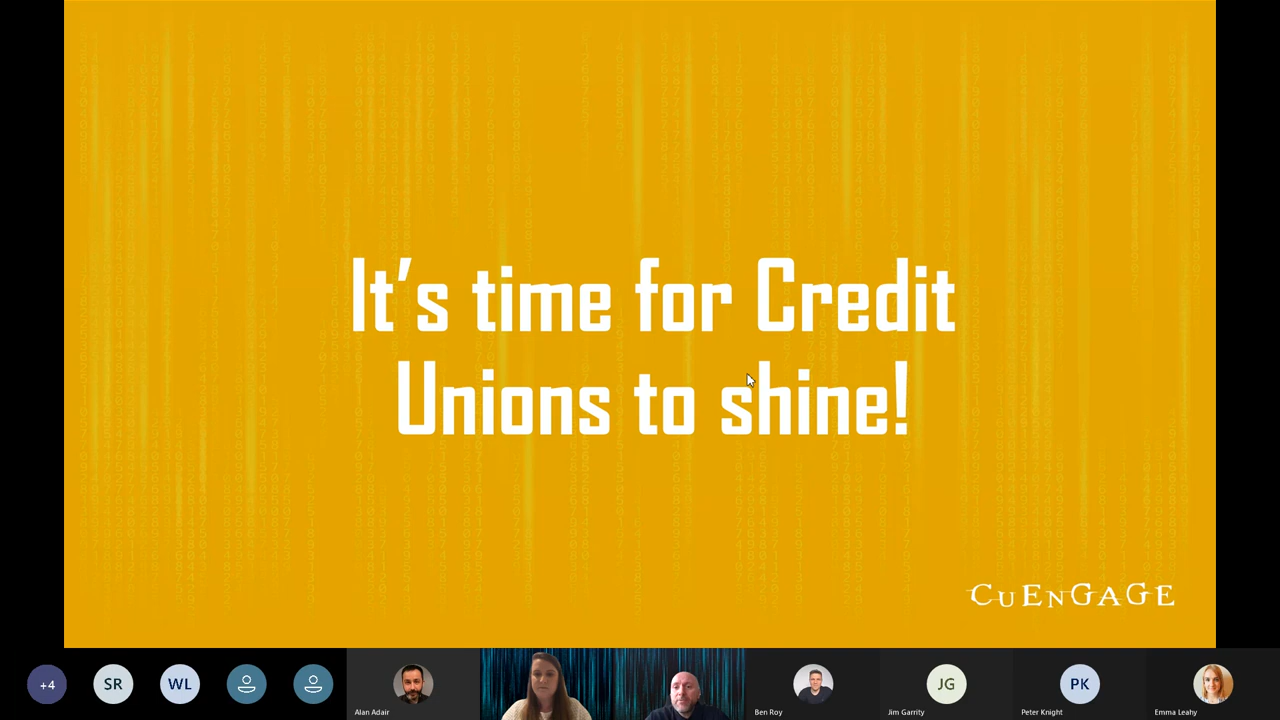 It's time for Credit
Unions to shine!
CUENGAGE
+4
SR
WL
JG
PK
Alan Adair
Ben Roy
Jim Garrity
Peter Knight
Emma Leahy